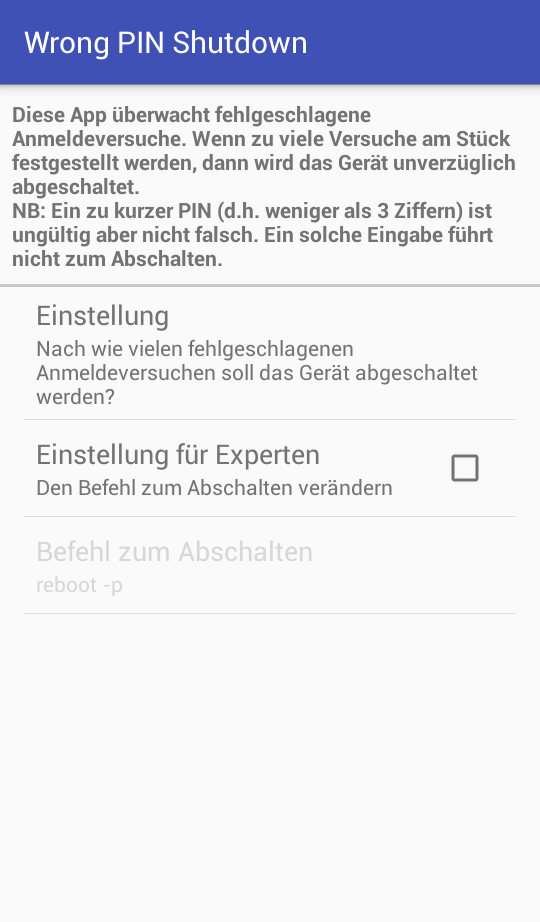 Wrong PIN Shutdown
Diese App überwacht fehlgeschlagene
Anmeldeversuche. Wenn zu viele Versuche am Stück
festgestellt werden, dann wird das Gerät unverzüglich
abgeschaltet.
NB: Ein zu kurzer PIN (d.h. weniger als 3 Ziffern) ist
ungültig aber nicht falsch. Ein solche Eingabe führt
nicht zum Abschalten.
Einstellung
Nach wie vielen fehlgeschlagenen
Anmeldeversuchen soll das Gerät abgeschaltet
werden?
Einstellung für Experten
Den Befehl zum Abschalten verändern
Befehl zum Abschalten
reboot -p